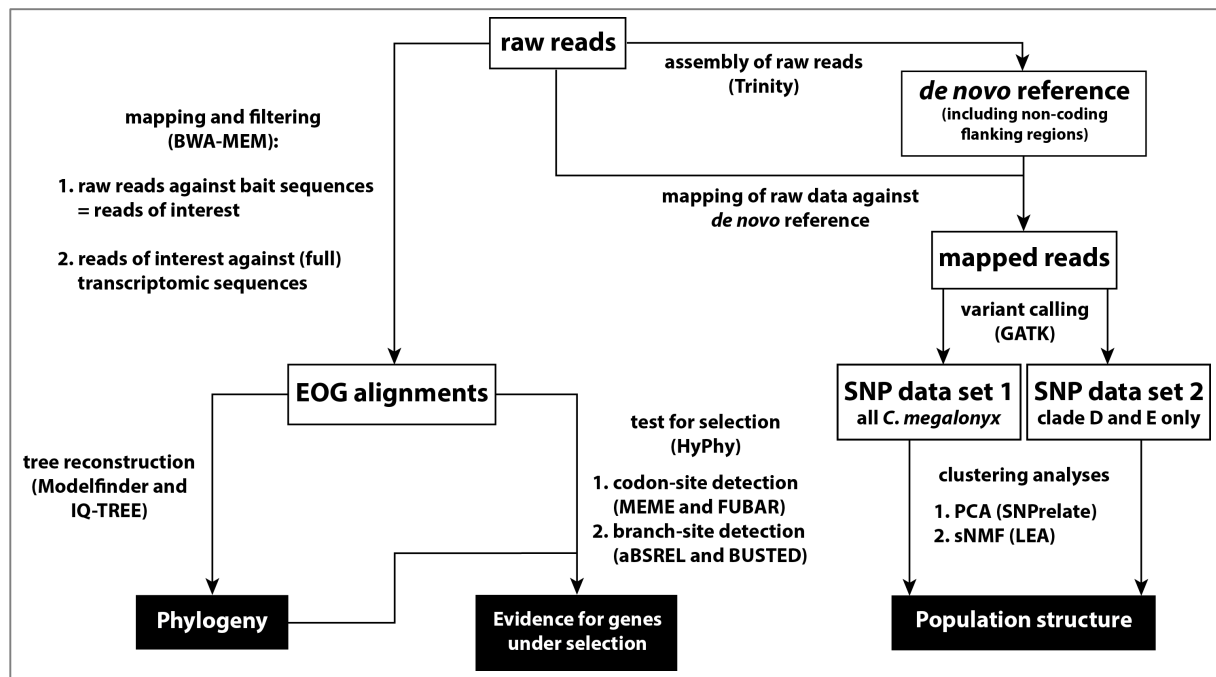 raw reads
assembly of raw reads
(Trinity)
de novo reference
(including non-coding
flanking regions)
mapping and filtering
(BWA-MEM):
1. raw reads against bait sequences
= reads of interest
2. reads of interest against (full)
transcriptomic sequences
mapping of raw data against
de novo reference
mapped reads
variant calling
(GATK)
EOG alignments
SNP data set 1
all C. megalonyx
SNP data set 2
clade D and E only
tree reconstruction
(Modelfinder and
IQ-TREE)
test for selection
(HyPhy)
1. codon-site detection
(MEME and FUBAR)
2. branch-site detection
(aBSREL and BUSTED)
clustering analyses
1. PCA (SNPrelate)
2. sNMF (LEA)
Phylogeny
Evidence for genes
under selection
Population structure